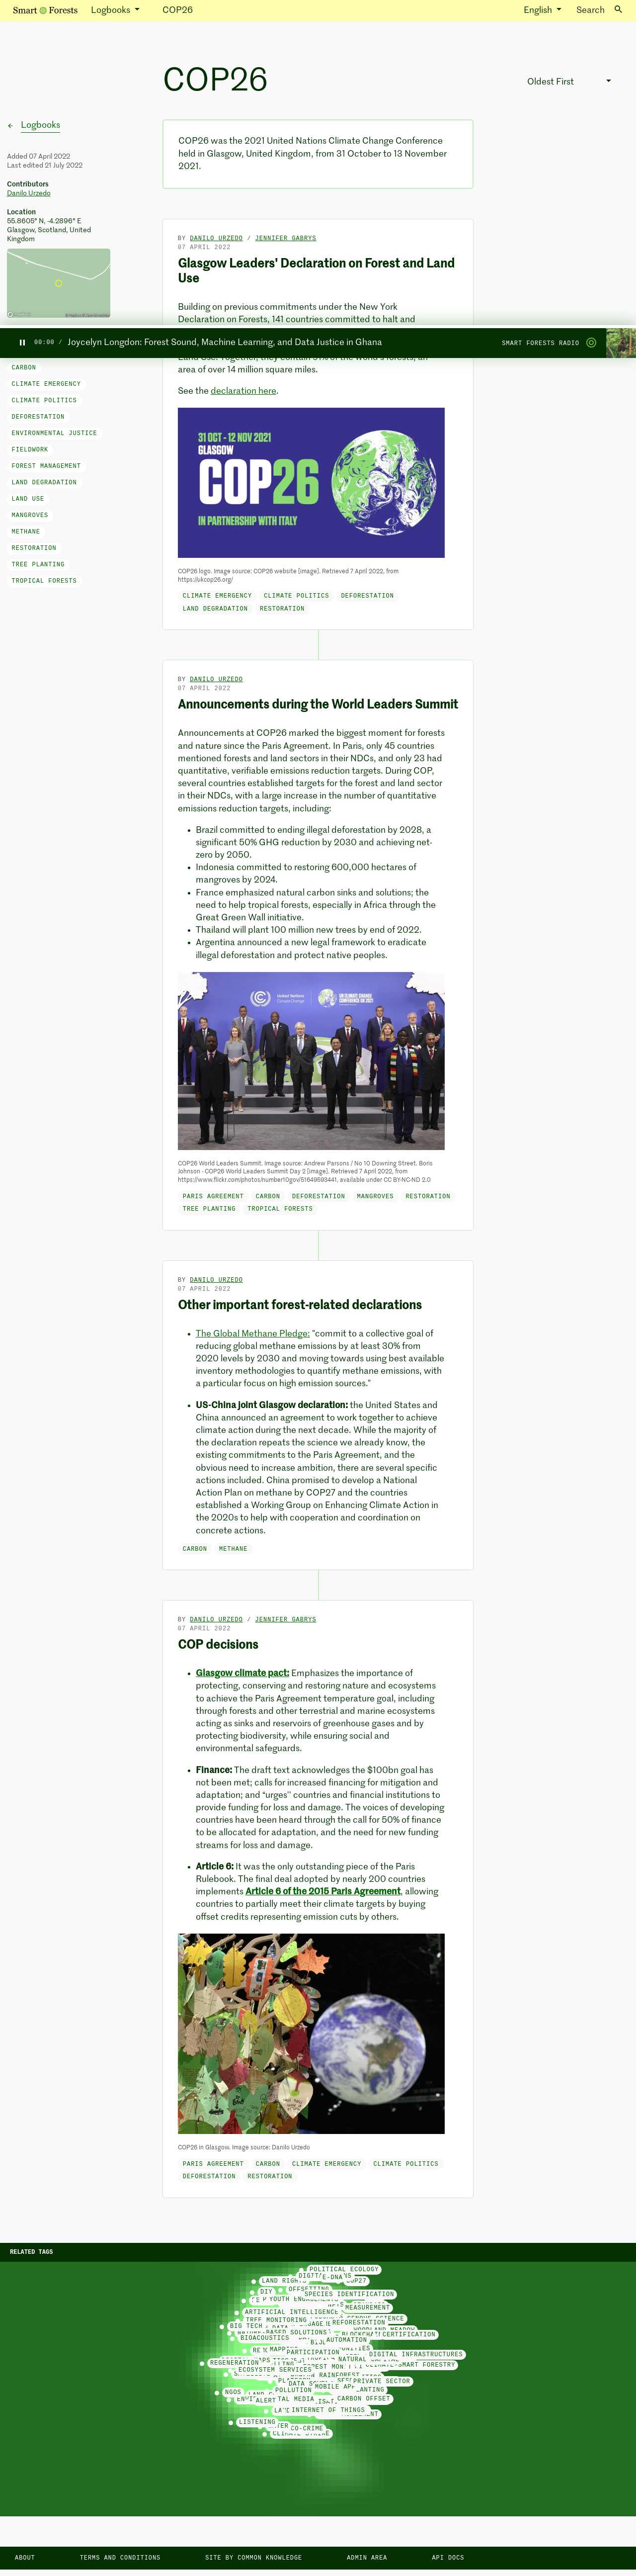 Smart Forests
Logbooks
COP26
English
Search
COP26
Oldest First
Logbooks
Added 07 April 2022
Last edited 21 July 2022
Contributors
Danilo Urzedo
Location
55.8605° N, -4.2896° E
Glasgow, Scotland, United
Kingdom
COP26 was the 2021 United Nations Climate Change Conference
held in Glasgow, United Kingdom, from 31 October to 13 November
2021.
BY DANILO URZEDO / JENNIFER GABRYS
07 APRIL 2022
Glasgow Leaders' Declaration on Forest and Land
Use
Building on previous commitments under the New York
Declaration on Forests, 141 countries committed to halt and
00:00 / Joycelyn Longdon: Forest Sound, Machine Learning, and Data Justice in Ghana
SMART FORESTS RADIO
area of over 14 million square miles.
See the declaration here.
CARBON
CLIMATE EMERGENCY
CLIMATE POLITICS
DEFORESTATION
ENVIRONMENTAL JUSTICE
FIELDWORK
FOREST MANAGEMENT
LAND DEGRADATION
LAND USE
MANGROVES
METHANE
RESTORATION
TREE PLANTING
TROPICAL FORESTS
31 OCT - 12 NOV 2021
GLASGOW
COP26
IN PARTNERSHIP WITH ITALY
COP26 logo. Image source: COP26 website [image]. Retrieved 7 April 2022, from
https://ukcop26.org/
CLIMATE EMERGENCY CLIMATE POLITICS DEFORESTATION
LAND DEGRADATION RESTORATION
BY DANILO URZEDO
07 APRIL 2022
Announcements during the World Leaders Summit
Announcements at COP26 marked the biggest moment for forests
and nature since the Paris Agreement. In Paris, only 45 countries
mentioned forests and land sectors in their NDCs, and only 23 had
quantitative, verifiable emissions reduction targets. During COP,
several countries established targets for the forest and land sector
in their NDCs, with a large increase in the number of quantitative
emissions reduction targets, including:
Brazil committed to ending illegal deforestation by 2028, a
significant 50% GHG reduction by 2030 and achieving net-
zero by 2050.
Indonesia committed to restoring 600,000 hectares of
mangroves by 2024.
France emphasized natural carbon sinks and solutions; the
need to help tropical forests, especially in Africa through the
Great Green Wall initiative.
Thailand will plant 100 million new trees by end of 2022.
Argentina announced a new legal framework to eradicate
illegal deforestation and protect native peoples.
COP26 World Leaders Summit. Image source: Andrew Parsons / No 10 Downing Street. Boris
Johnson - COP26 World Leaders Summit Day 2 [image]. Retrieved 7 April 2022, from
https://www.flickr.com/photos/number10gov/51649593441, available under CC BY-NC-ND 2.0
PARIS AGREEMENT CARBON DEFORESTATION MANGROVES RESTORATION
TREE PLANTING TROPICAL FORESTS
BY DANILO URZEDO
07 APRIL 2022
Other important forest-related declarations
The Global Methane Pledge: "commit to a collective goal of
reducing global methane emissions by at least 30% from
2020 levels by 2030 and moving towards using best available
inventory methodologies to quantify methane emissions, with
a particular focus on high emission sources."
US-China joint Glasgow declaration: the United States and
China announced an agreement to work together to achieve
climate action during the next decade. While the majority of
the declaration repeats the science we already know, the
existing commitments to the Paris Agreement, and the
obvious need to increase ambition, there are several specific
actions included. China promised to develop a National
Action Plan on methane by COP27 and the countries
established a Working Group on Enhancing Climate Action in
the 2020s to help with cooperation and coordination on
concrete actions.
CARBON METHANE
BY DANILO URZEDO / JENNIFER GABRYS
07 APRIL 2022
COP decisions
Glasgow climate pact: Emphasizes the importance of
protecting, conserving and restoring nature and ecosystems
to achieve the Paris Agreement temperature goal, including
through forests and other terrestrial and marine ecosystems
acting as sinks and reservoirs of greenhouse gases and by
protecting biodiversity, while ensuring social and
environmental safeguards.
Finance: The draft text acknowledges the $100bn goal has
not been met; calls for increased financing for mitigation and
adaptation; and "urges'' countries and financial institutions to
provide funding for loss and damage. The voices of developing
countries have been heard through the call for 50% of finance
to be allocated for adaptation, and the need for new funding
streams for loss and damage.
Article 6: It was the only outstanding piece of the Paris
Rulebook. The final deal adopted by nearly 200 countries
implements Article 6 of the 2015 Paris Agreement, allowing
countries to partially meet their climate targets by buying
offset credits representing emission cuts by others.
COP26 in Glasgow. Image source: Danilo Urzedo
PARIS AGREEMENT CARBON CLIMATE EMERGENCY CLIMATE POLITICS
DEFORESTATION RESTORATION
RELATED TAGS
POLITICAL ECOLOGY
E-DNA
LAND RIGHTS
DIY
SPECIES IDENTIFICATION
MEASUREMENT
ARTIFICIAL INTELLIGENCE
TREE MONITORING
REFORESTATION
BIG TECH
CERTIFICATION
BIOACOUSTICS
AUTOMATION
DIGITAL INFRASTRUCTURES
PARTICIPATION
REGENERATION
SMART FORESTRY
ECOSYSTEM SERVICES
PRIVATE SECTOR
POLLUTION
MOBILE APP
NGOS
CARBON OFFSET
INTERNET OF THINGS
LISTENING
CO-CRIME
ABOUT
TERMS AND CONDITIONS
SITE BY COMMON KNOWLEDGE
ADMIN AREA
API DOCS